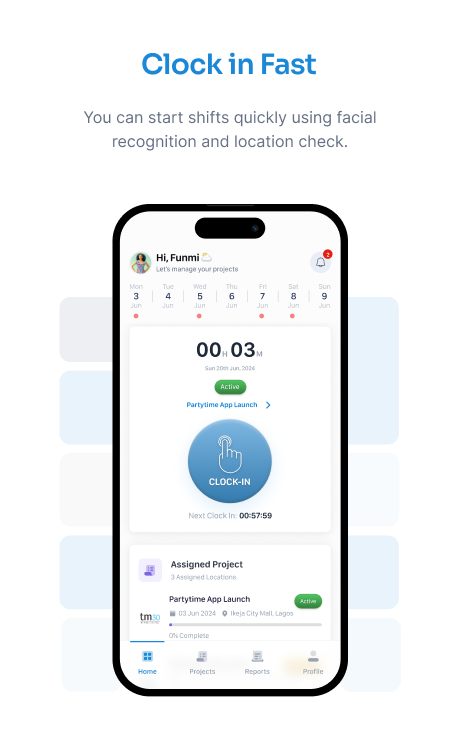 Clock in Fast
You can start shifts quickly using facial
recognition and location check.
Hi, Funmi
Let's manage your projects
2
Mon Tue Wed Thu Fri Sat Sun
3 4 5 6 7 8 9
Jun Jun Jun Jun Jun Jun Jun
00H 03M
Sun 20th Jun, 2024
Active
Partytime App Launch
CLOCK-IN
Next Clock In: 00:57:59
Assigned Project
3 Assigned Locations
Partytime App Launch
Active
03 Jun 2024 Ikeja City Mall, Lagos
tm30
0% Complete
Home Projects Reports Profile